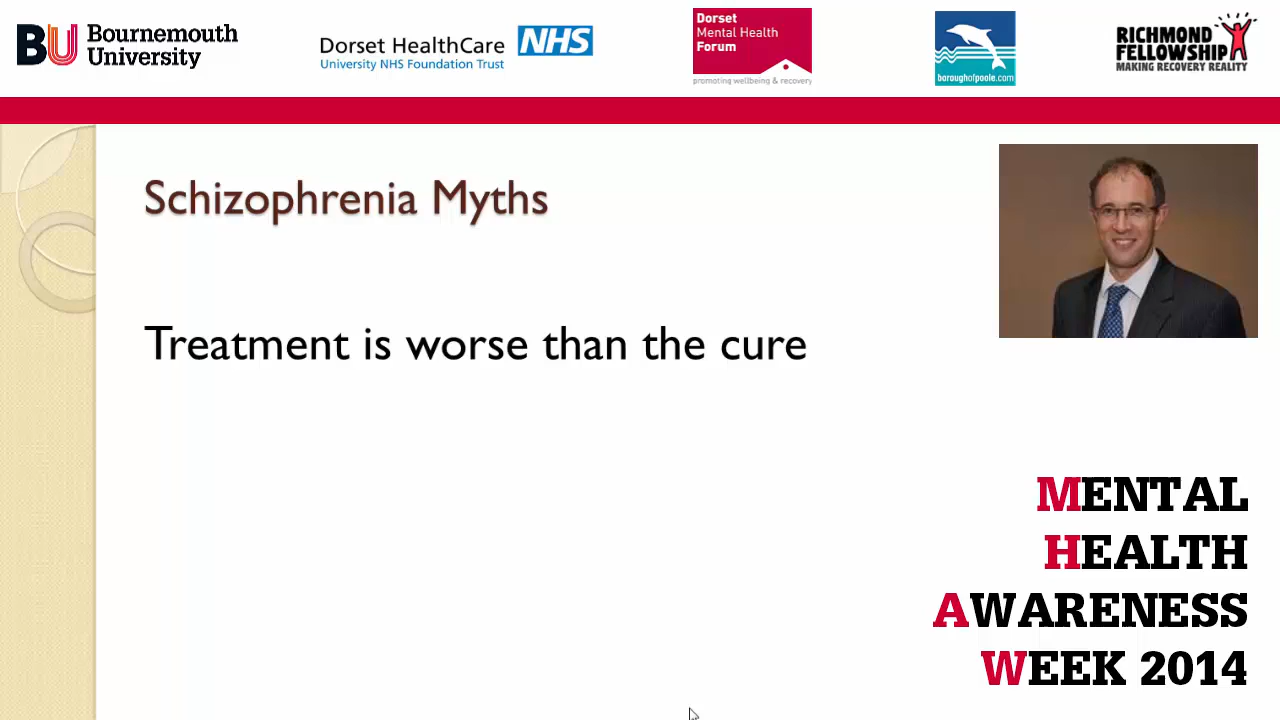 BU Bournemouth
University
Dorset HealthCare NHS
University NHS Foundation Trust
Dorset
Mental Health
Forum
promoting wellbeing & recovery
boroughofpoole.com
RICHMOND
FELLOWSHIP
MAKING RECOVERY REALITY
Schizophrenia Myths
Treatment is worse than the cure
MENTAL
HEALTH
AWARENESS
WEEK 2014